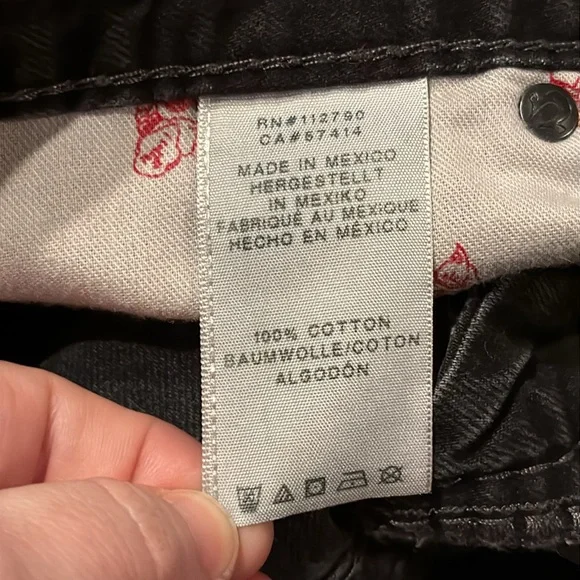 RN#112790
CA#57414
MADE IN MEXICO
HERGESTELLT
IN MEXIKO
FABRIQUÉ AU MEXIQUE
HECHO EN MÉXICO
100% COTTON
BAUMWOLLE/COTON
ALGODÓN